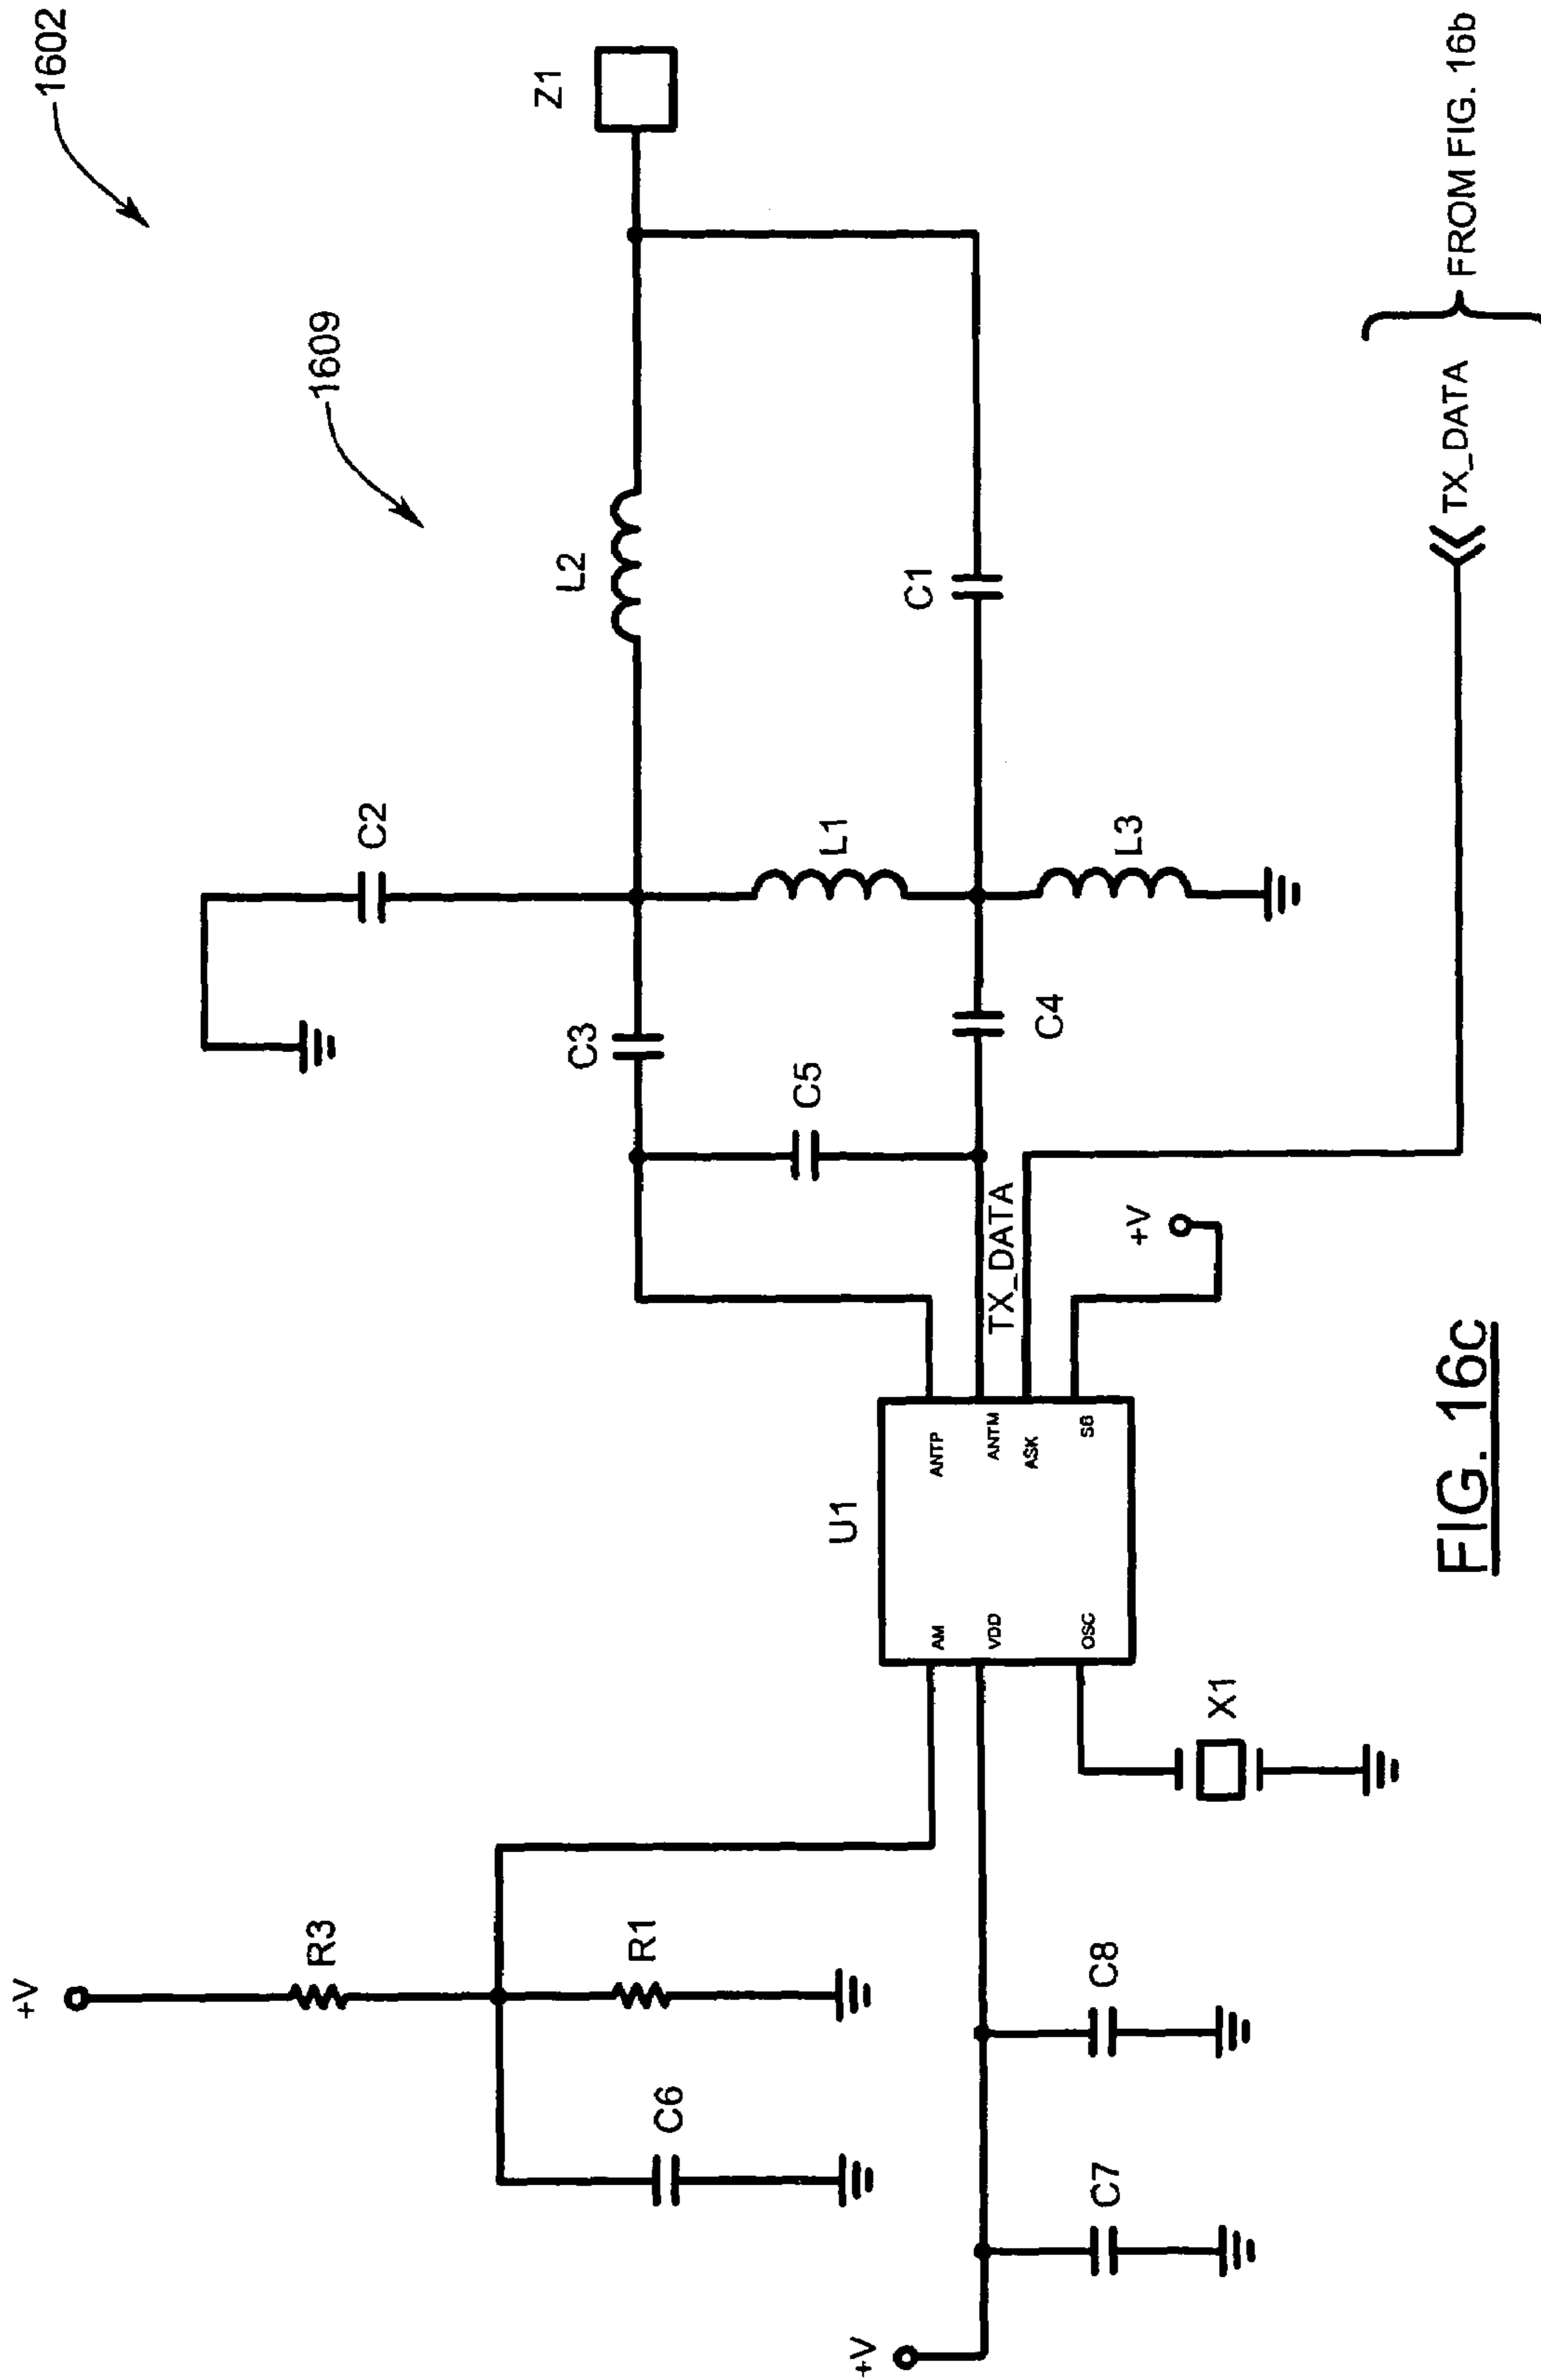 1602
1609
Z1
L2
C1
C2
L1
L3
C3
C4
C5
TX_DATA
TX_DATA
FROM FIG. 16b
+V
U1
ANTP
ANTM
ASK
SB
AM
VDD
OSC
X1
+V
R3
R1
C6
C8
C7
+V
FIG. 16c